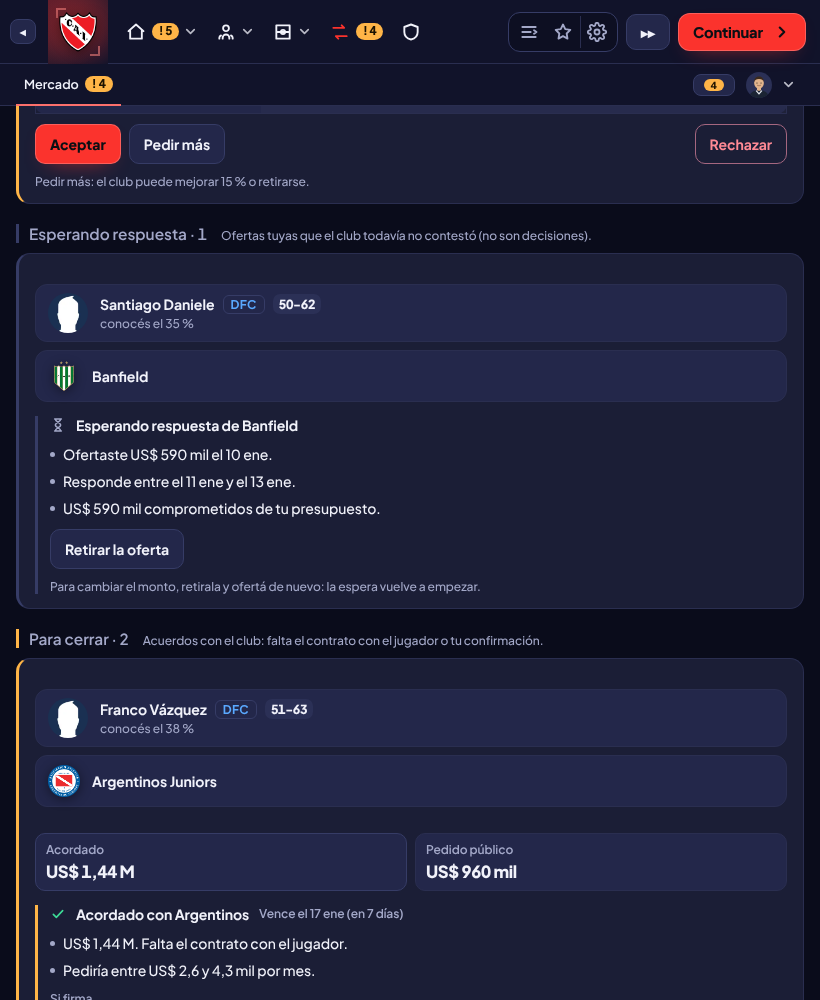 ! 5
! 4
Continuar
Mercado ! 4
4
Aceptar
Pedir más
Rechazar
Pedir más: el club puede mejorar 15 % o retirarse.
Esperando respuesta · 1 Ofertas tuyas que el club todavía no contestó (no son decisiones).
Santiago Daniele DFC 50–62
conocés el 35 %
Banfield
Esperando respuesta de Banfield
Ofertaste US$ 590 mil el 10 ene.
Responde entre el 11 ene y el 13 ene.
US$ 590 mil comprometidos de tu presupuesto.
Retirar la oferta
Para cambiar el monto, retirala y ofertá de nuevo: la espera vuelve a empezar.
Para cerrar · 2 Acuerdos con el club: falta el contrato con el jugador o tu confirmación.
Franco Vázquez DFC 51–63
conocés el 38 %
Argentinos Juniors
Acordado
US$ 1,44 M
Pedido público
US$ 960 mil
Acordado con Argentinos Vence el 17 ene (en 7 días)
US$ 1,44 M. Falta el contrato con el jugador.
Pediría entre US$ 2,6 y 4,3 mil por mes.
Si firma